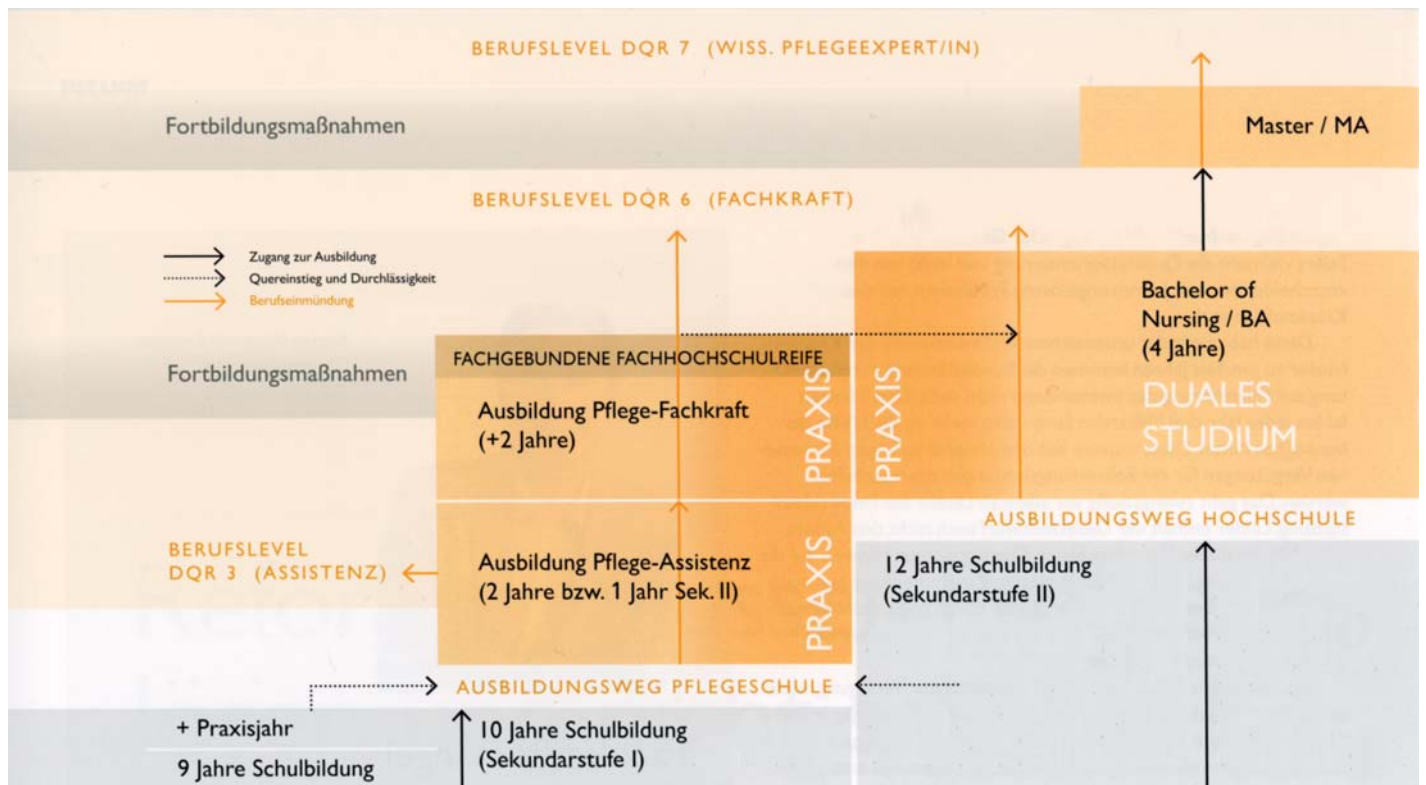 BERUFSLEVEL DQR 7 (WISS. PFLEGEEXPERT/IN)
Fortbildungsmaßnahmen
Master / MA
BERUFSLEVEL DQR 6 (FACHKRAFT)
Zugang zur Ausbildung
Quereinstieg und Durchlässigkeit
Berufseinmündung
Bachelor of
Nursing / BA
(4 Jahre)
FACHGEBUNDENE FACHHOCHSCHULREIFE
Fortbildungsmaßnahmen
Ausbildung Pflege-Fachkraft
(+2 Jahre)
PRAXIS
PRAXIS
DUALES
STUDIUM
AUSBILDUNGSWEG HOCHSCHULE
BERUFSLEVEL
DQR 3 (ASSISTENZ)
Ausbildung Pflege-Assistenz
(2 Jahre bzw. 1 Jahr Sek. II)
PRAXIS
12 Jahre Schulbildung
(Sekundarstufe II)
AUSBILDUNGSWEG PFLEGESCHULE
+ Praxisjahr
9 Jahre Schulbildung
10 Jahre Schulbildung
(Sekundarstufe I)